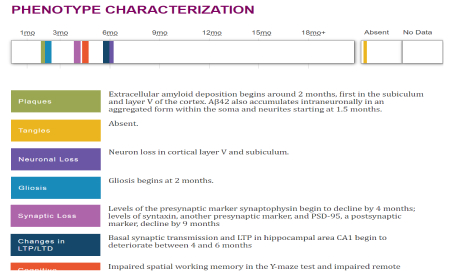 PHENOTYPE CHARACTERIZATION
1mo 3mo 6mo 9mo 12mo 15mo 18mo+ Absent No Data
Plaques
Extracellular amyloid deposition begins around 2 months, first in the subiculum
and layer V of the cortex. Aβ42 also accumulates intraneuronally in an
aggregated form within the soma and neurites starting at 1.5 months.
Tangles
Absent.
Neuronal Loss
Neuron loss in cortical layer V and subiculum.
Gliosis
Gliosis begins at 2 months.
Synaptic Loss
Levels of the presynaptic marker synaptophysin begin to decline by 4 months;
levels of syntaxin, another presynaptic marker, and PSD-95, a postsynaptic
marker, decline by 9 months
Changes in
LTP/LTD
Basal synaptic transmission and LTP in hippocampal area CA1 begin to
deteriorate between 4 and 6 months
Cognitive
Impaired spatial working memory in the Y-maze test and impaired remote